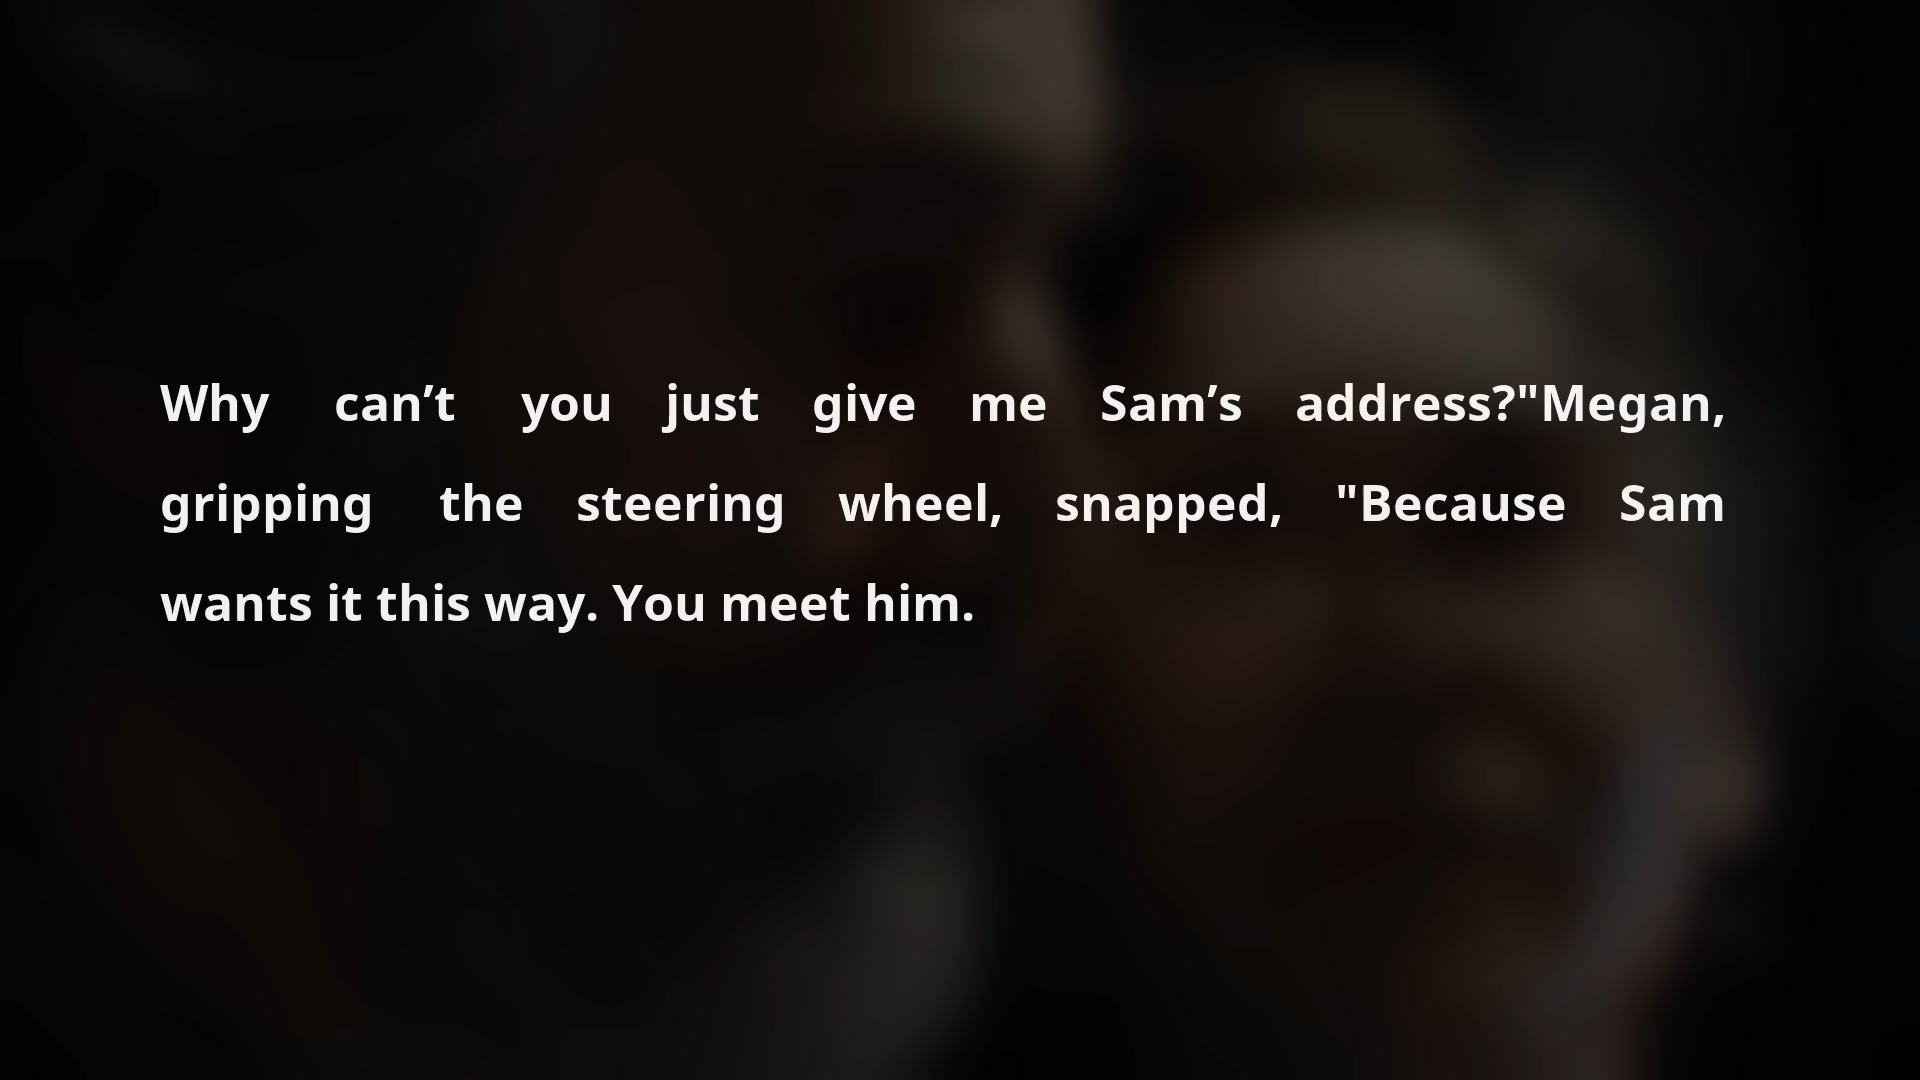 Why can’t you just give me Sam’s address?"Megan,
gripping the steering wheel, snapped, "Because Sam
wants it this way. You meet him.